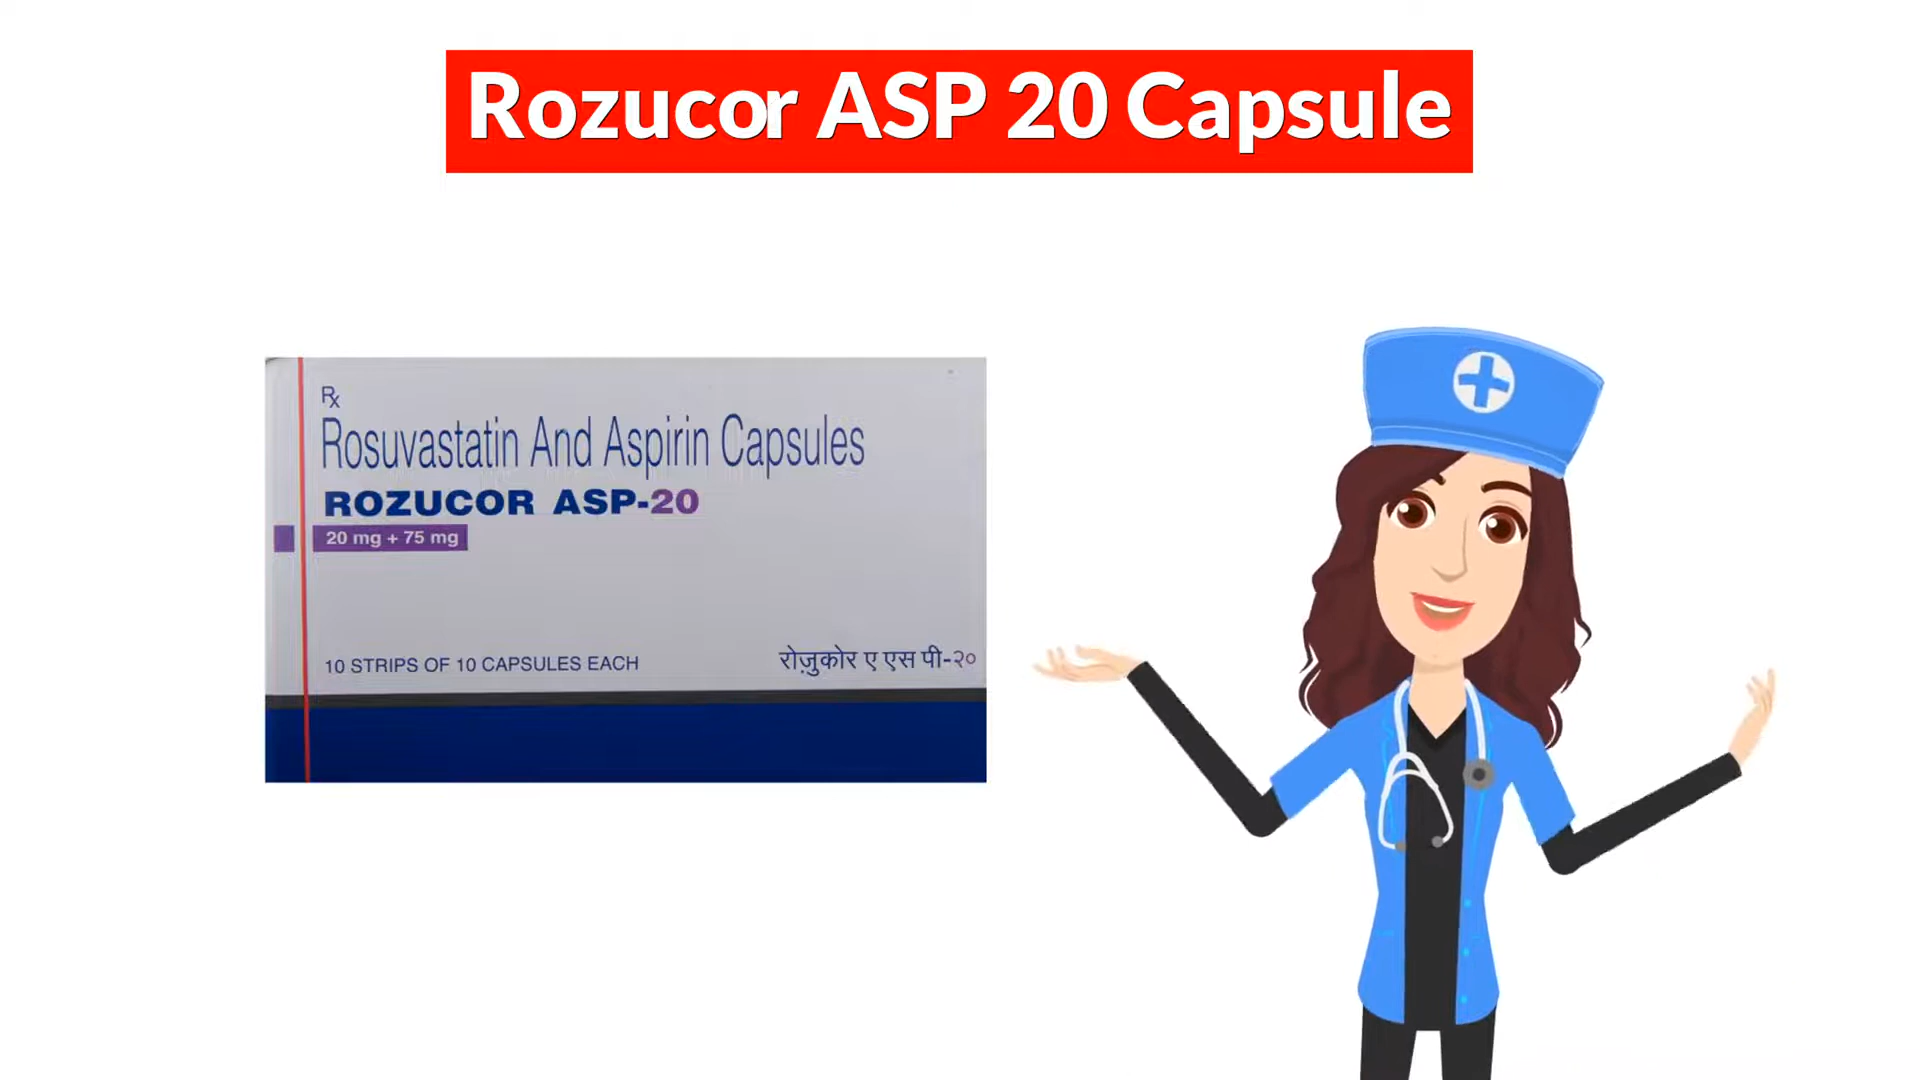 Rozucor ASP 20 Capsule
Rx
Rosuvastatin And Aspirin Capsules
ROZUCOR ASP-20
20 mg + 75 mg
10 STRIPS OF 10 CAPSULES EACH
रोज़ुकोर ए एस पी-२०